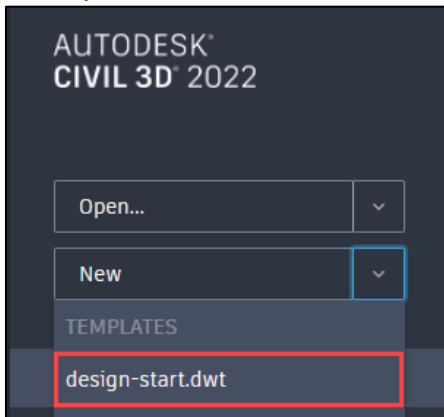 AUTODESK®
CIVIL 3D® 2022
Open...
New
TEMPLATES
design-start.dwt